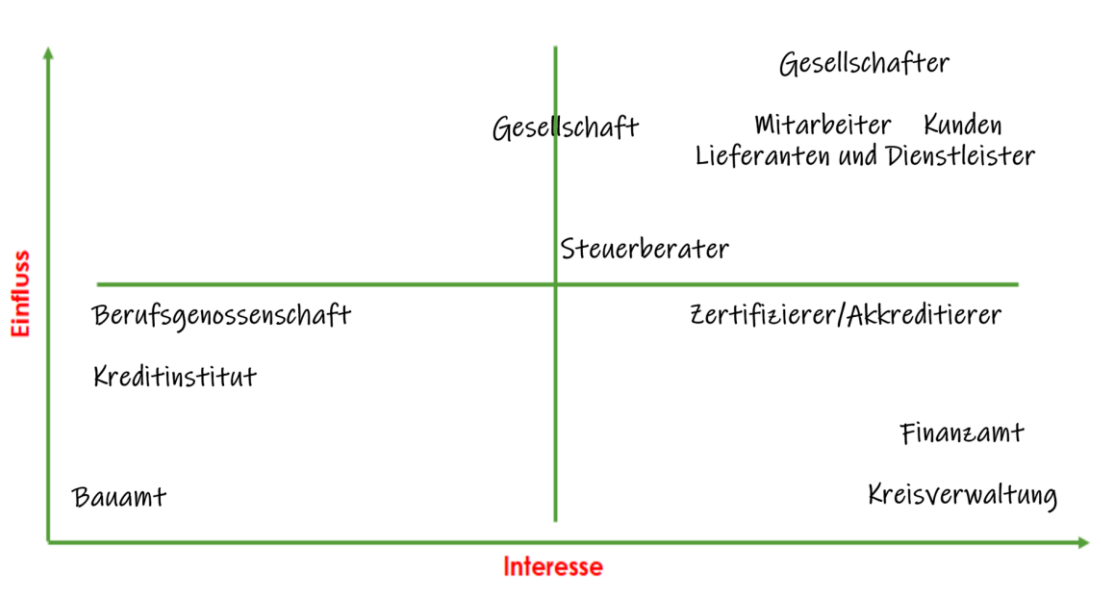 Gesellschafter
Gesellschaft
Mitarbeiter Kunden
Lieferanten und Dienstleister
Steuerberater
Einfluss
Berufsgenossenschaft
Zertifizierer/Akkreditierer
Kreditinstitut
Finanzamt
Bauamt
Kreisverwaltung
Interesse